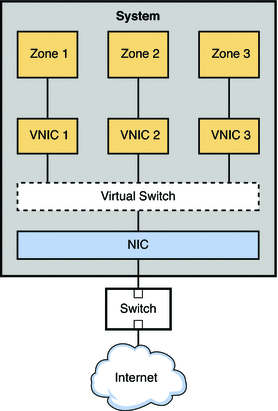 System
Zone 1 Zone 2 Zone 3
VNIC 1 VNIC 2 VNIC 3
Virtual Switch
NIC
Switch
Internet